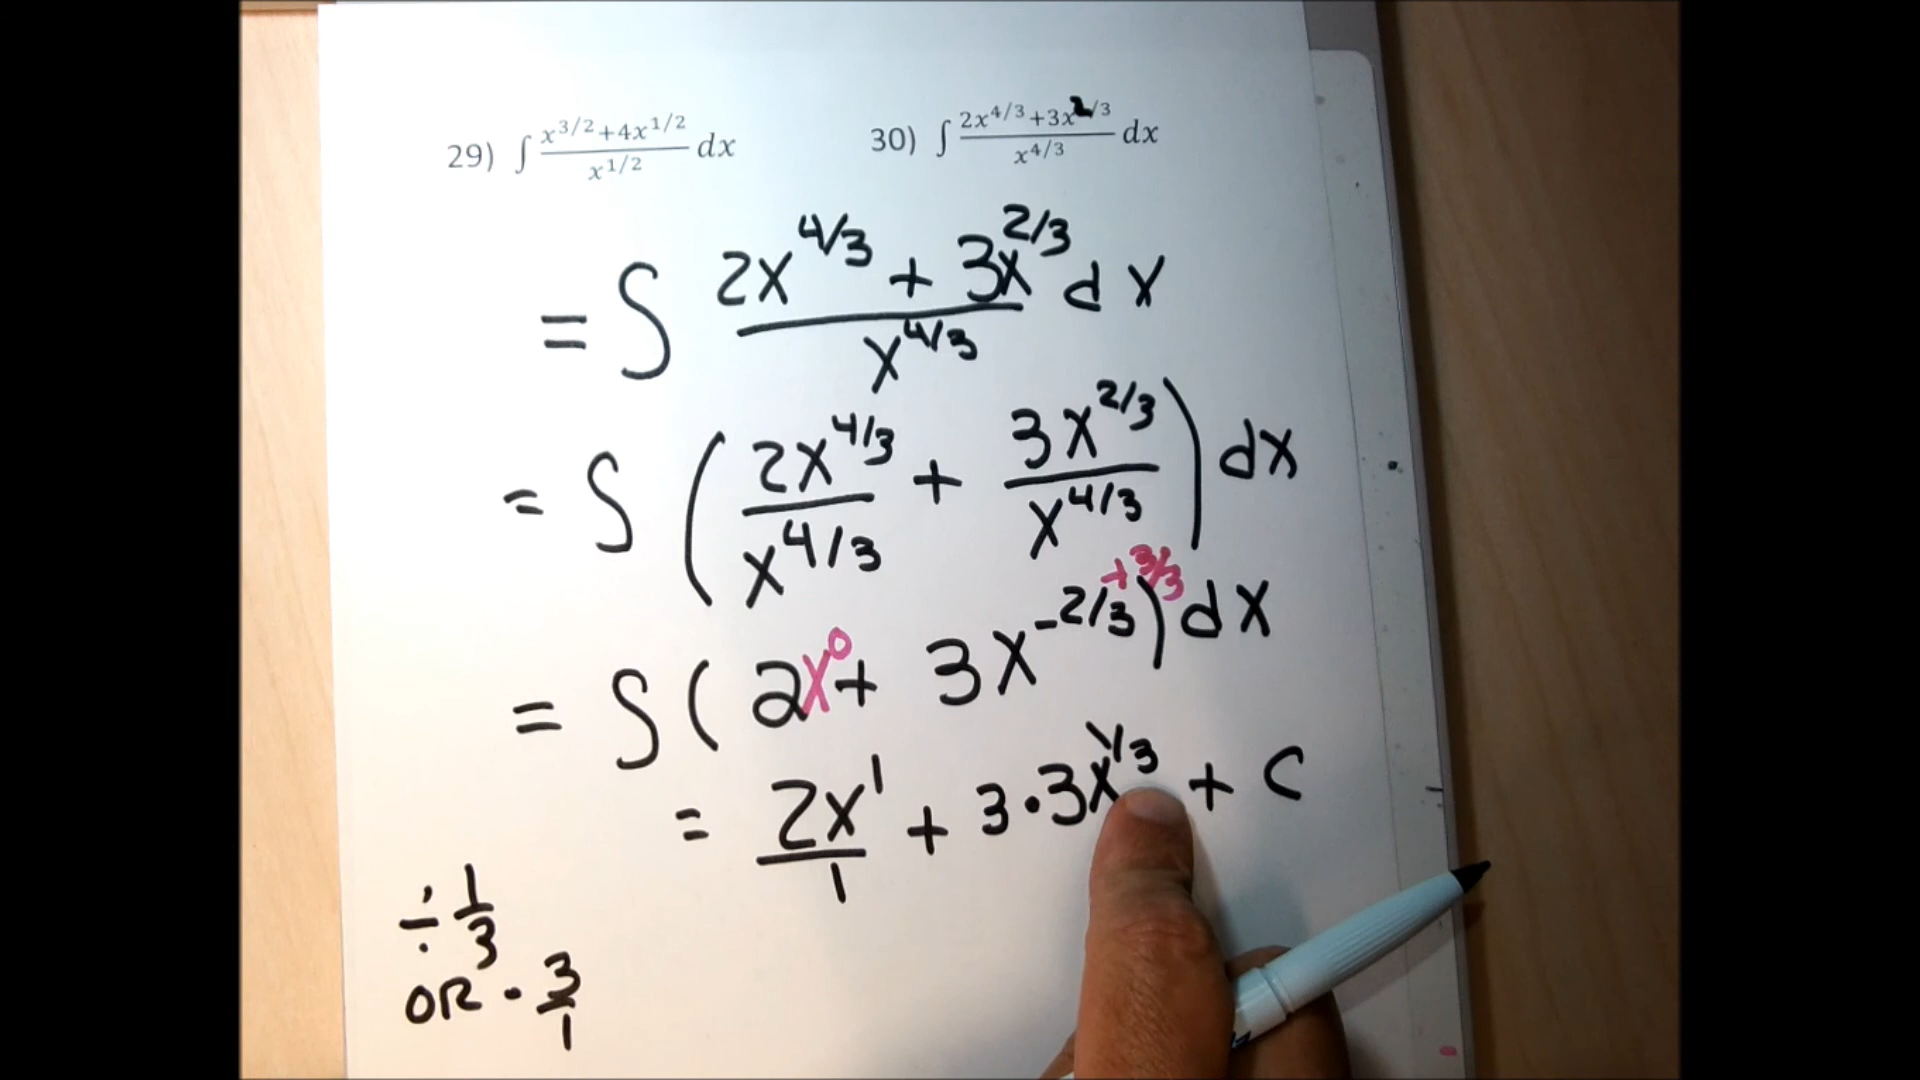 29) ∫ (x^{3/2}+4x^{1/2})/(x^{1/2}) dx    30) ∫ (2x^{4/3}+3x^{2/3})/(x^{4/3}) dx
= ∫ (2x^{4/3} + 3x^{2/3})/(x^{4/3}) dx
= ∫ ( 2x^{4/3}/x^{4/3} + 3x^{2/3}/x^{4/3} ) dx
= ∫ ( 2x^0 + 3x^{-2/3 + 3/3} ) dx
= 2x^1/1 + 3·3x^{1/3} + C
÷ 1/3
OR · 3/1